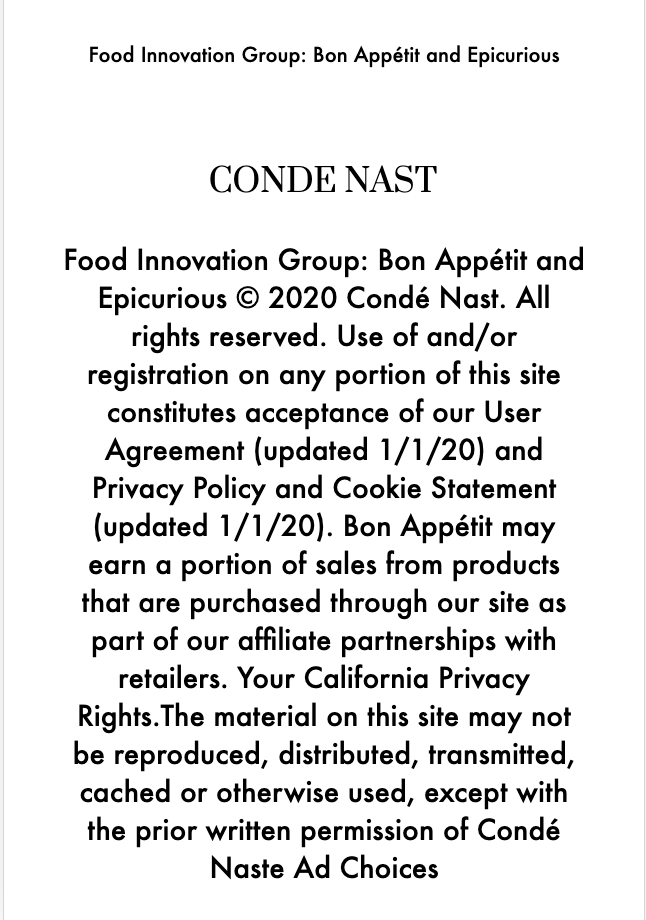 Food Innovation Group: Bon Appétit and Epicurious
CONDE NAST
Food Innovation Group: Bon Appétit and
Epicurious © 2020 Condé Nast. All
rights reserved. Use of and/or
registration on any portion of this site
constitutes acceptance of our User
Agreement (updated 1/1/20) and
Privacy Policy and Cookie Statement
(updated 1/1/20). Bon Appétit may
earn a portion of sales from products
that are purchased through our site as
part of our affiliate partnerships with
retailers. Your California Privacy
Rights.The material on this site may not
be reproduced, distributed, transmitted,
cached or otherwise used, except with
the prior written permission of Condé
Naste Ad Choices